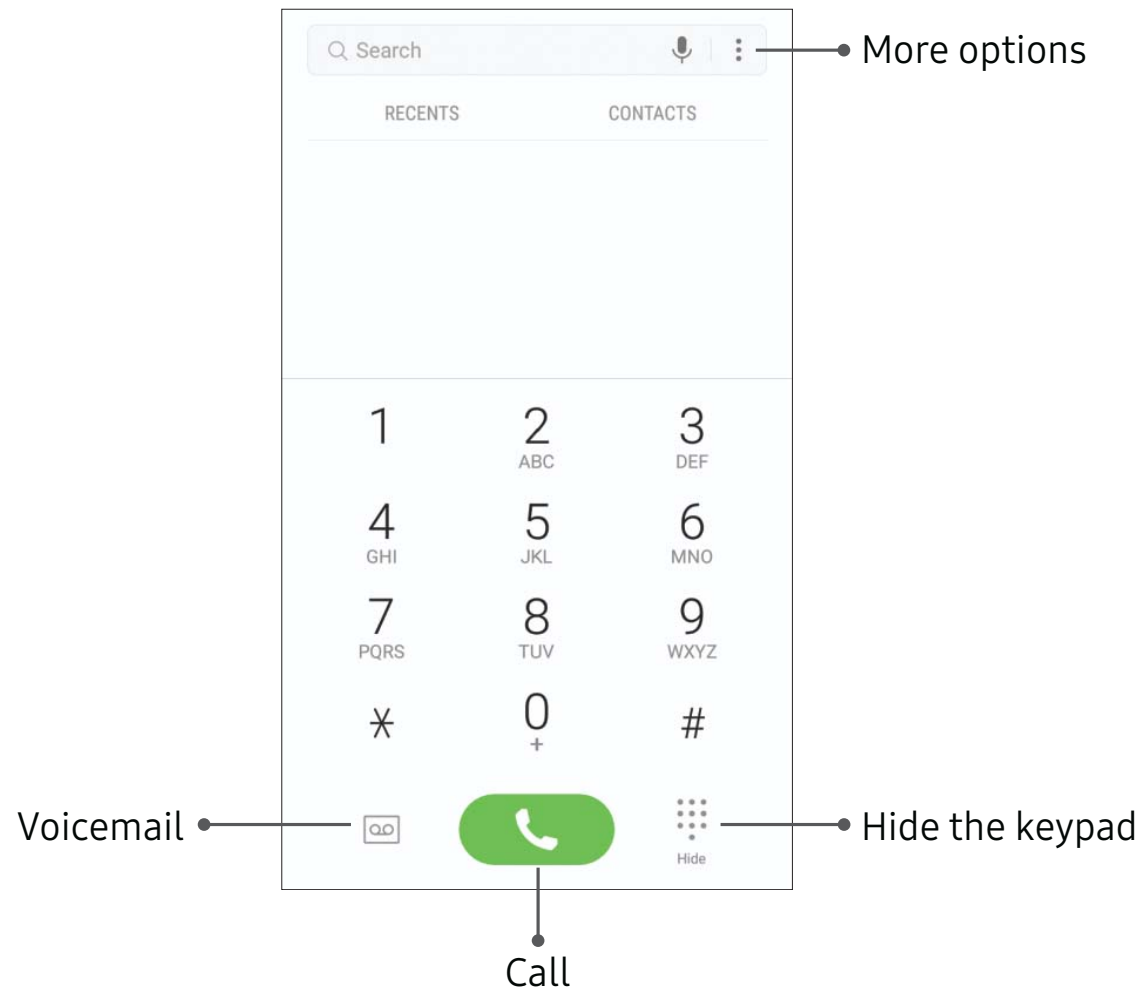 Search
More options
RECENTS CONTACTS
1 2 3
ABC DEF
4 5 6
GHI JKL MNO
7 8 9
PQRS TUV WXYZ
* 0 #
+
Voicemail
Hide the keypad
Hide
Call